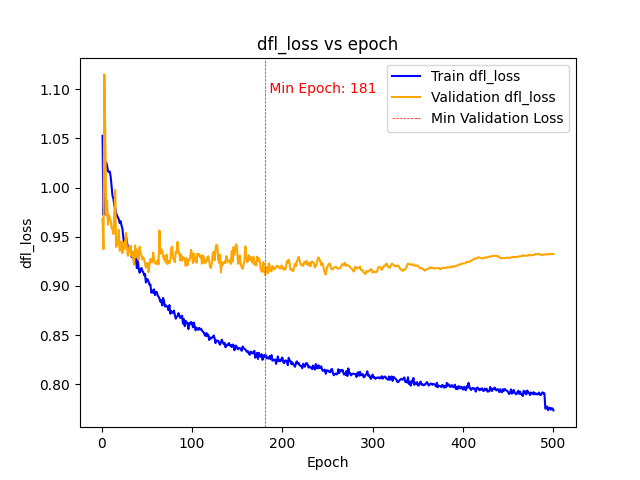 dfl_loss vs epoch
Train dfl_loss
Validation dfl_loss
Min Validation Loss
Min Epoch: 181
dfl_loss
1.10
1.05
1.00
0.95
0.90
0.85
0.80
0
100
200
300
400
500
Epoch